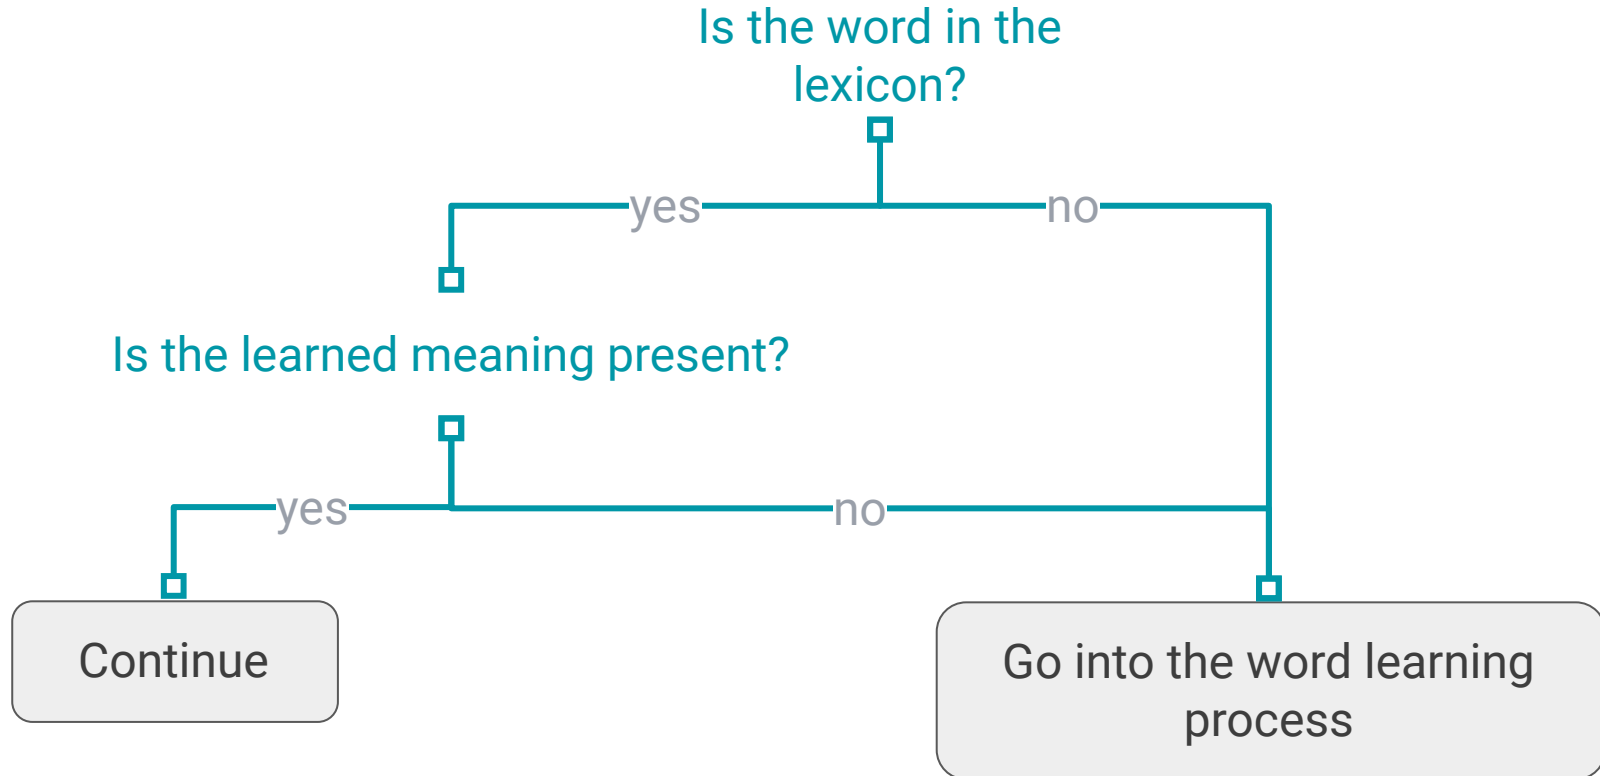 Is the word in the
lexicon?
yes
no
Is the learned meaning present?
yes
no
Continue
Go into the word learning
process